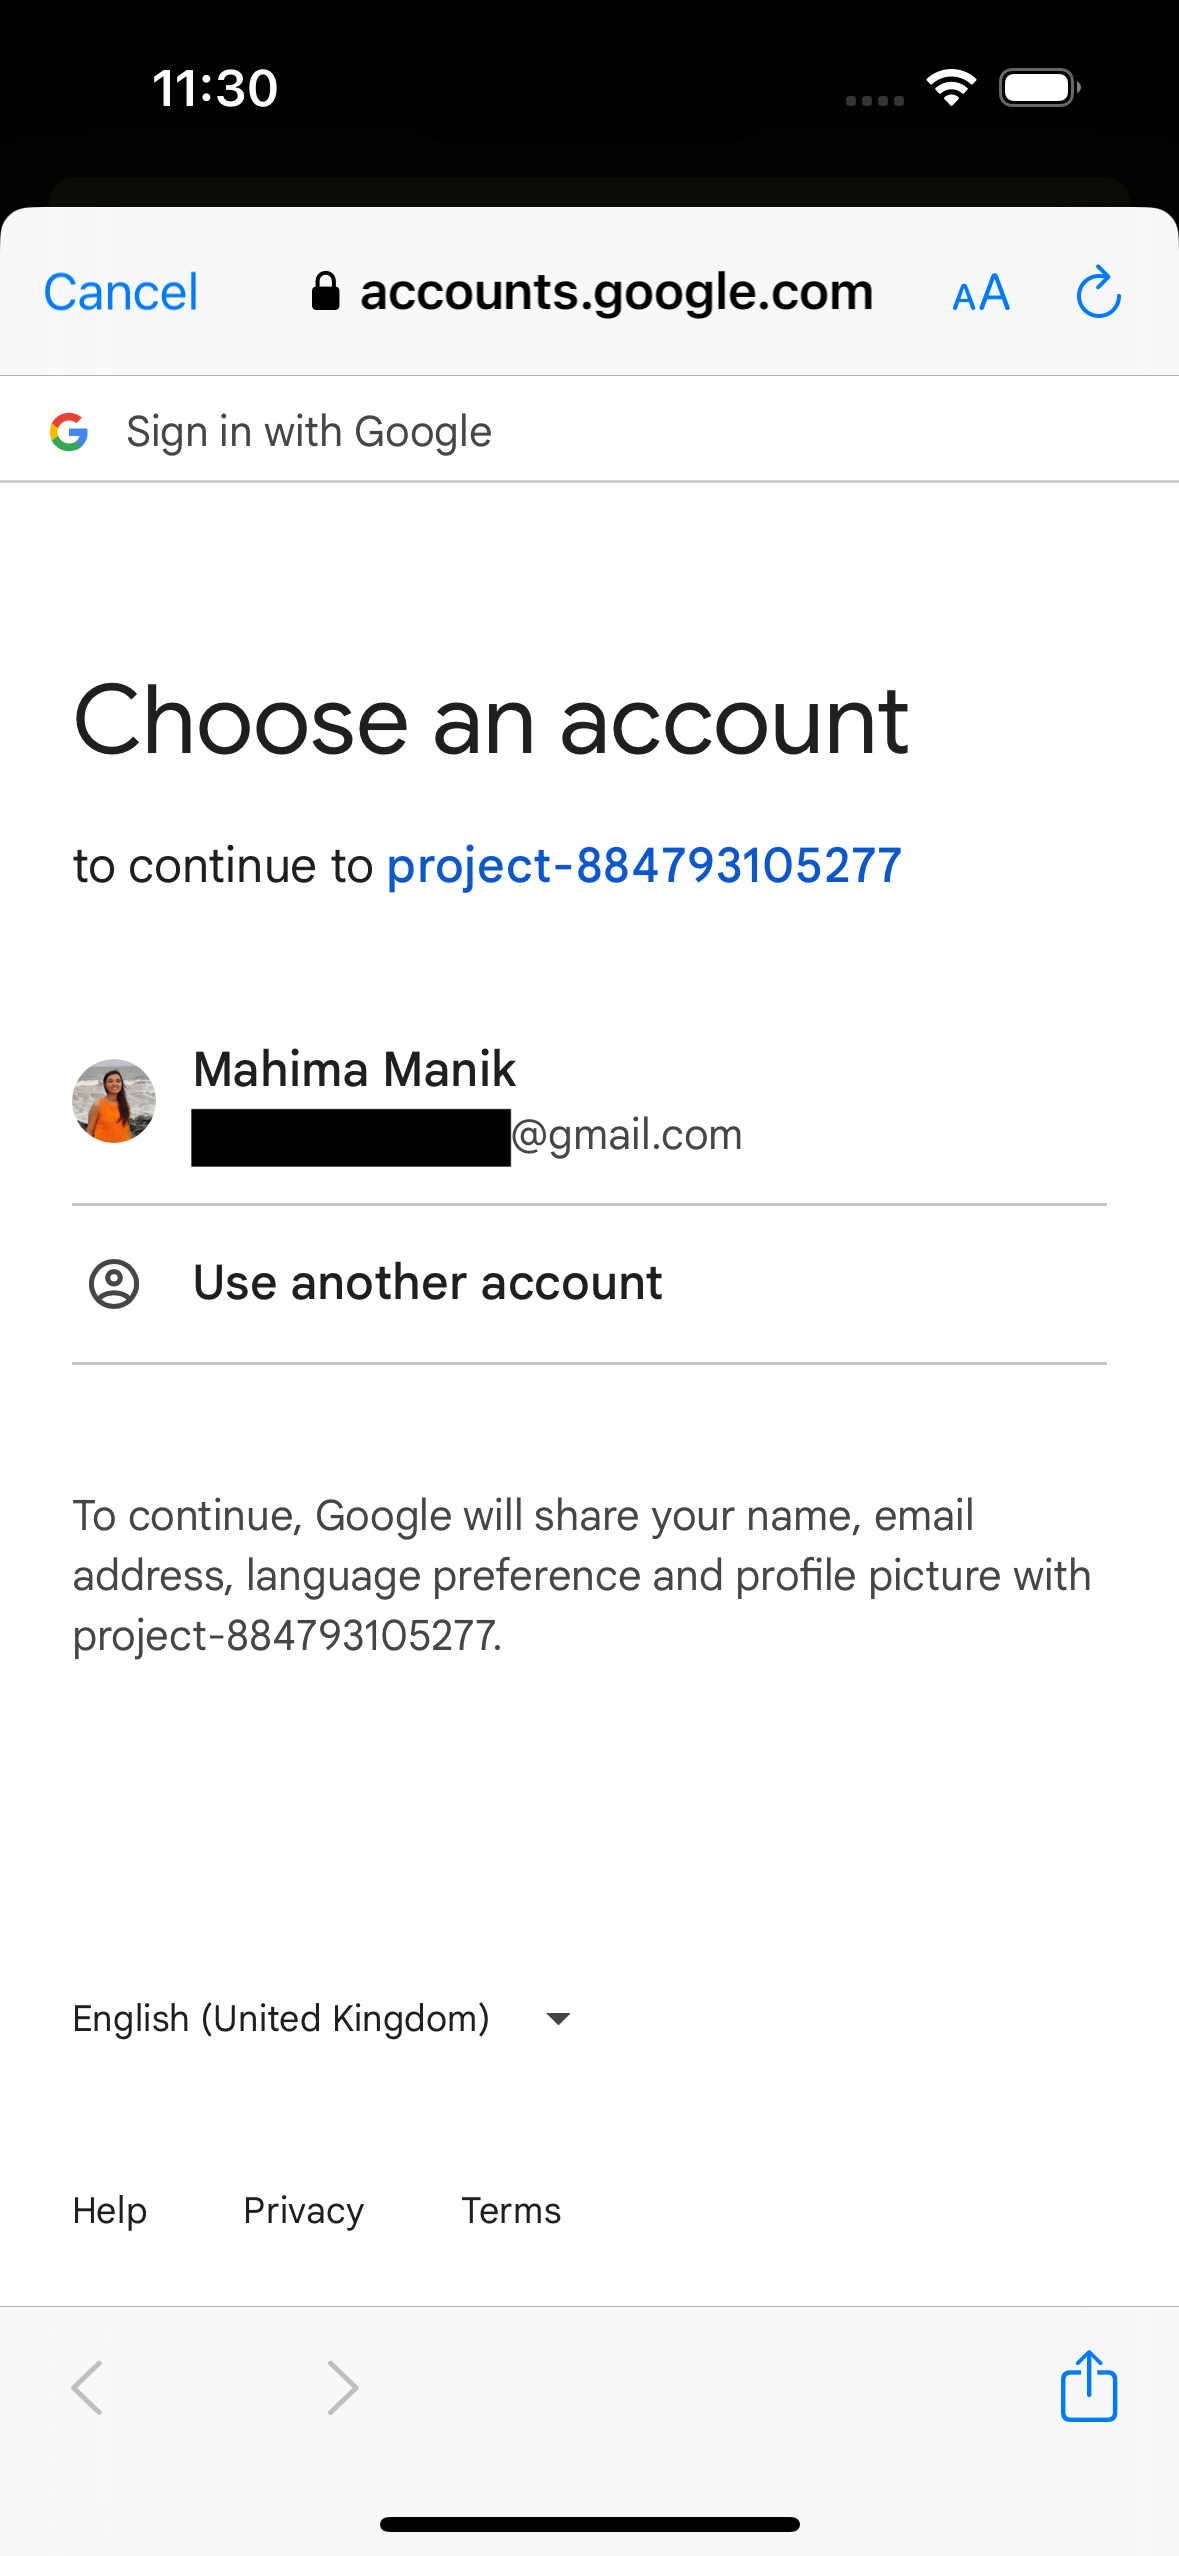 11:30
Cancel accounts.google.com AA
Sign in with Google
Choose an account
to continue to project-884793105277
Mahima Manik
@gmail.com
Use another account
To continue, Google will share your name, email
address, language preference and profile picture with
project-884793105277.
English (United Kingdom)
Help Privacy Terms